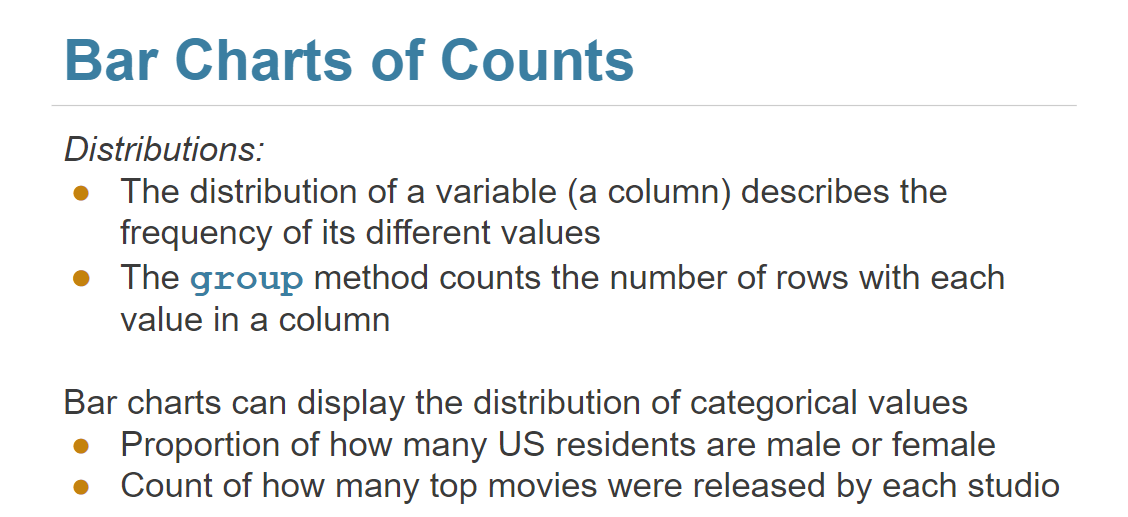 Bar Charts of Counts
Distributions:
● The distribution of a variable (a column) describes the
frequency of its different values
● The group method counts the number of rows with each
value in a column
Bar charts can display the distribution of categorical values
● Proportion of how many US residents are male or female
● Count of how many top movies were released by each studio